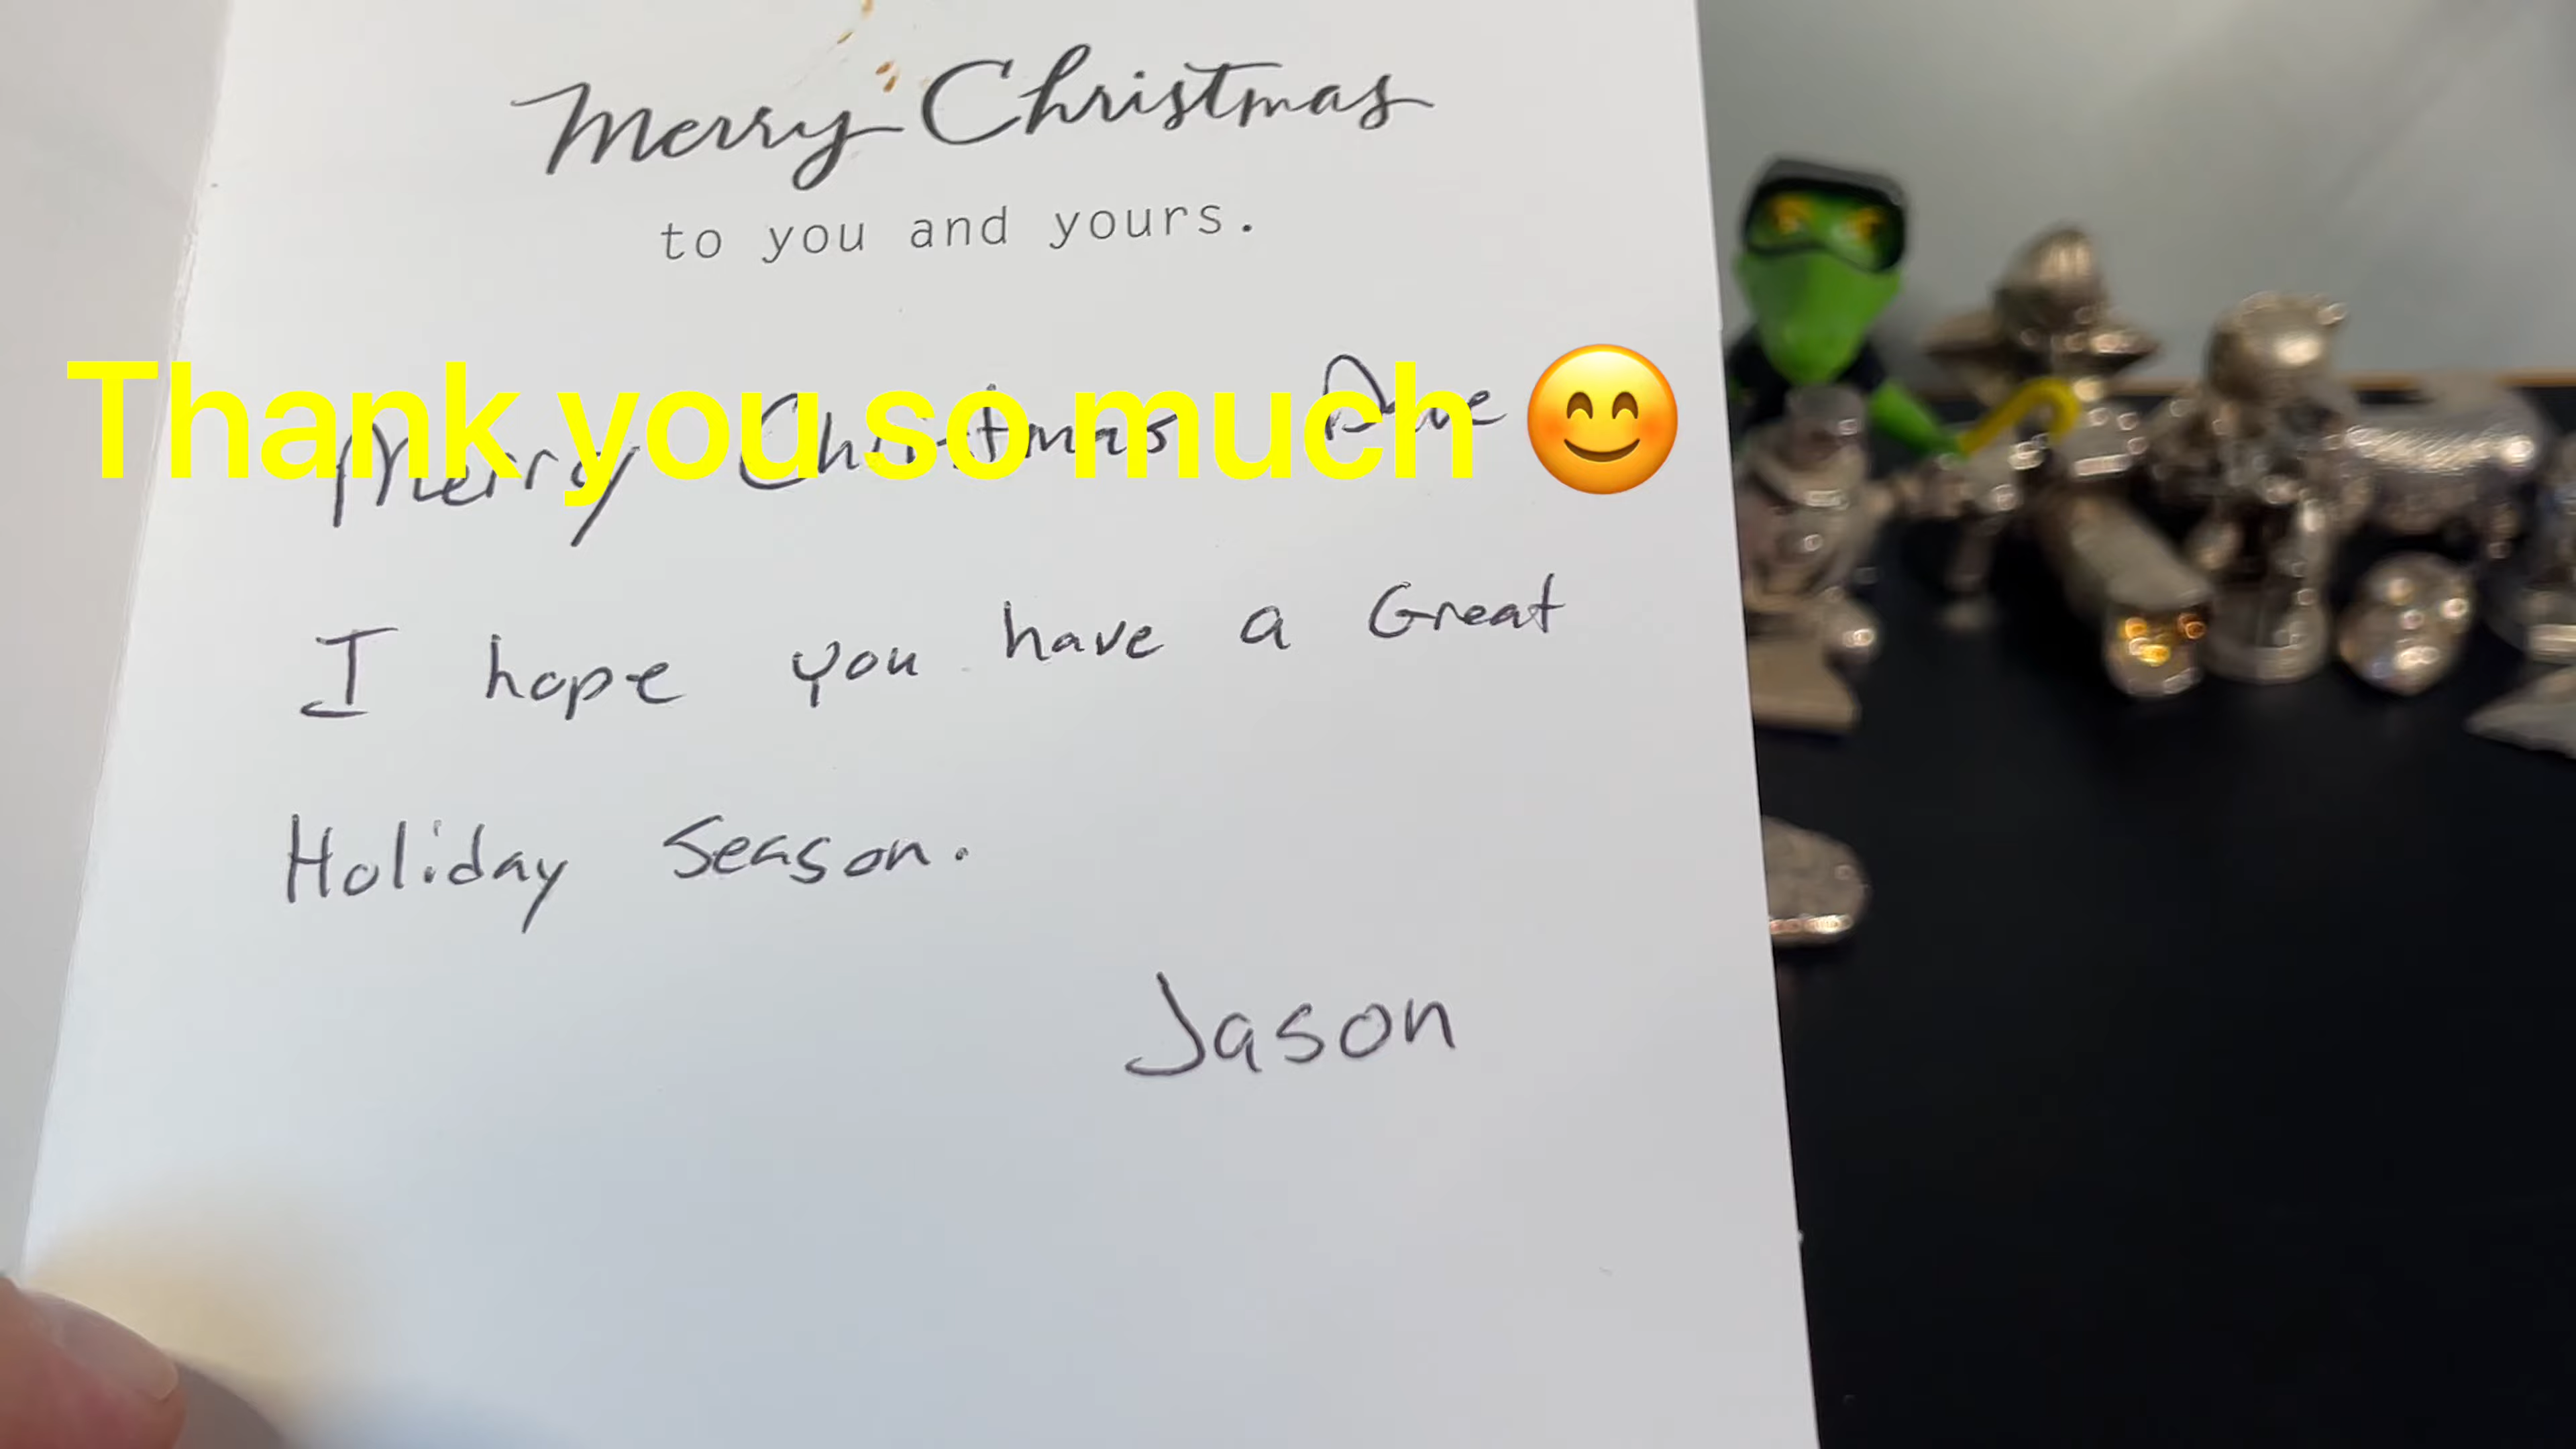 Merry Christmas
to you and yours.
Thank you so much 😊
Merry Christmas Dave
I hope you have a Great
Holiday Season.
Jason